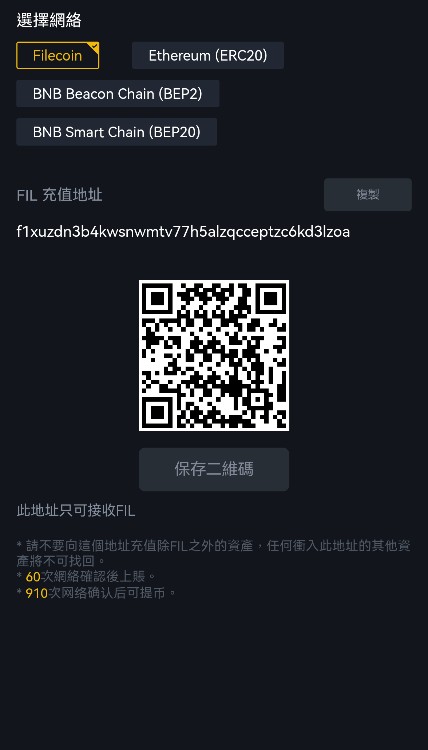 選擇網絡
Filecoin
Ethereum (ERC20)
BNB Beacon Chain (BEP2)
BNB Smart Chain (BEP20)
FIL 充值地址
複製
f1xuzdn3b4kwsnwmtv77h5alzqcceptzc6kd3lzoa
保存二維碼
此地址只可接收FIL
* 請不要向這個地址充值除FIL之外的資產，任何衝入此地址的其他資
產將不可找回。
* 60次網絡確認後上賬。
* 910次网络确认后可提币。